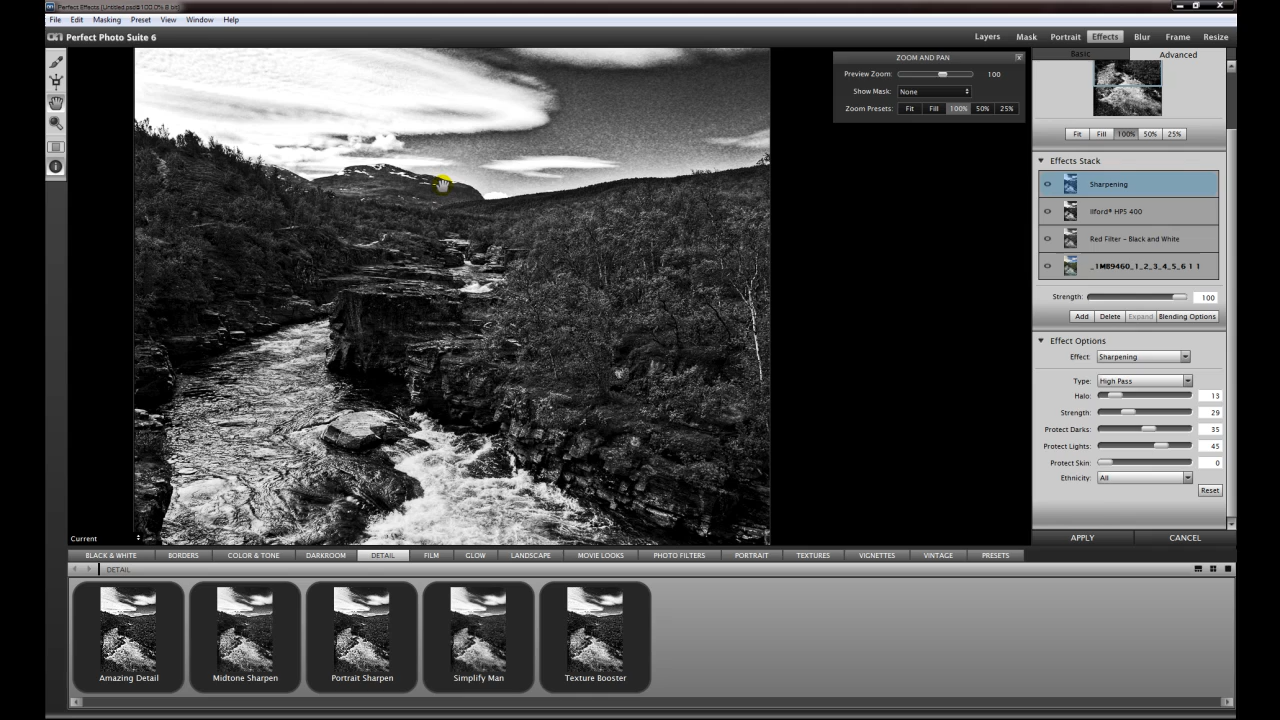 Perfect Effects (Untitled.psd@100.0% 8 bit)
File Edit Masking Preset View Window Help
on Perfect Photo Suite 6
Layers Mask Portrait Effects Blur Frame Resize
Basic Advanced
ZOOM AND PAN
Preview Zoom: 100
Show Mask: None
Zoom Presets: Fit Fill 100% 50% 25%
Fit Fill 100% 50% 25%
Effects Stack
Sharpening
Ilford® HP5 400
Red Filter - Black and White
_1MB9460_1_2_3_4_5_6 1 1
Strength: 100
Add Delete Expand Blending Options
Effect Options
Effect: Sharpening
Type: High Pass
Halo: 13
Strength: 29
Protect Darks: 35
Protect Lights: 45
Protect Skin: 0
Ethnicity: All
Reset
APPLY CANCEL
Current
BLACK & WHITE BORDERS COLOR & TONE DARKROOM DETAIL FILM GLOW LANDSCAPE MOVIE LOOKS PHOTO FILTERS PORTRAIT TEXTURES VIGNETTES VINTAGE PRESETS
DETAIL
Amazing Detail Midtone Sharpen Portrait Sharpen Simplify Man Texture Booster